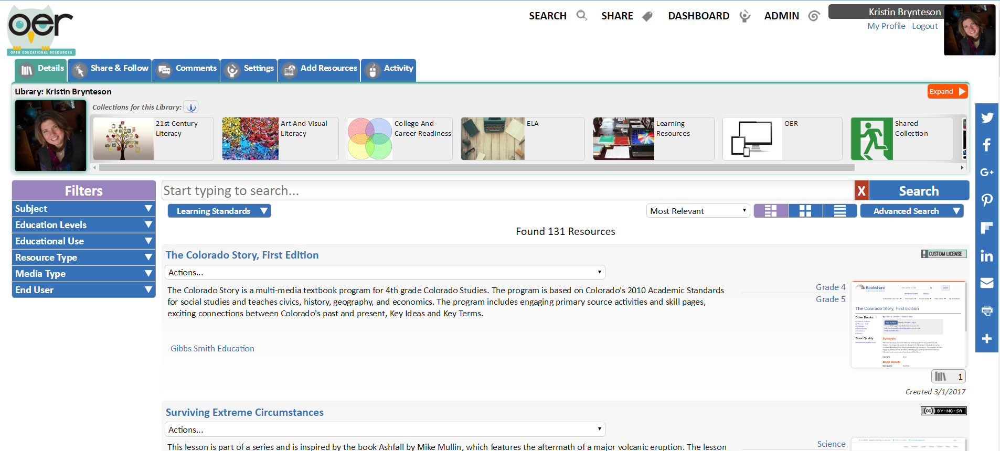 oer
OPEN EDUCATIONAL RESOURCES
SEARCH
SHARE
DASHBOARD
ADMIN
Kristin Brynteson
My Profile
Logout
Details
Share & Follow
Comments
Settings
Add Resources
Activity
Library: Kristin Brynteson
Expand
Collections for this Library:
21st Century
Literacy
Art And Visual
Literacy
College And
Career Readiness
ELA
Learning
Resources
OER
Shared
Collection
Filters
Subject
Education Levels
Educational Use
Resource Type
Media Type
End User
Start typing to search...
X
Search
Learning Standards
Most Relevant
Advanced Search
Found 131 Resources
The Colorado Story, First Edition
CUSTOM LICENSE
Actions...
The Colorado Story is a multi-media textbook program for 4th grade Colorado Studies. The program is based on Colorado's 2010 Academic Standards
for social studies and teaches civics, history, geography, and economics. The program includes engaging primary source activities and skill pages,
exciting connections between Colorado's past and present, Key Ideas and Key Terms.
Grade 4
Grade 5
Gibbs Smith Education
Bookshare
The Colorado Story, First Edition
Other Books:
Book Quality
Synopsis
Book Details
1
Created 3/1/2017
Surviving Extreme Circumstances
(cc) BY-NC-SA
Actions...
This lesson is part of a series and is inspired by the book Ashfall by Mike Mullin, which features the aftermath of a major volcanic eruption. The lesson
Science